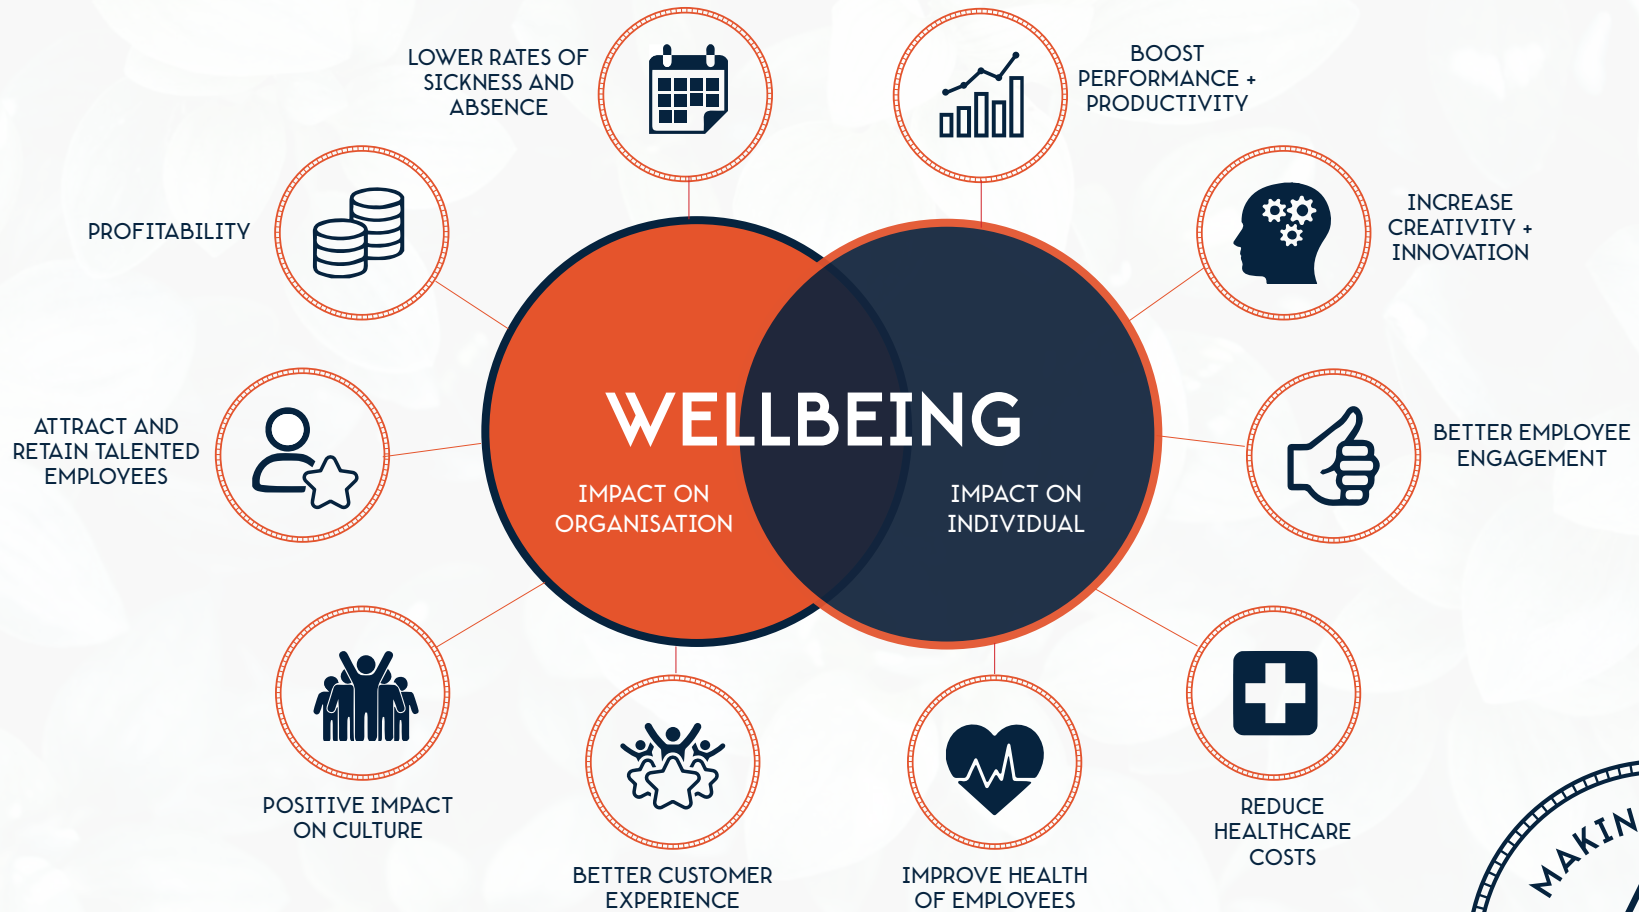 LOWER RATES OF
SICKNESS AND
ABSENCE
BOOST
PERFORMANCE +
PRODUCTIVITY
PROFITABILITY
INCREASE
CREATIVITY +
INNOVATION
ATTRACT AND
RETAIN TALENTED
EMPLOYEES
WELLBEING
IMPACT ON
ORGANISATION
IMPACT ON
INDIVIDUAL
BETTER EMPLOYEE
ENGAGEMENT
POSITIVE IMPACT
ON CULTURE
BETTER CUSTOMER
EXPERIENCE
IMPROVE HEALTH
OF EMPLOYEES
REDUCE
HEALTHCARE
COSTS
MAKIN